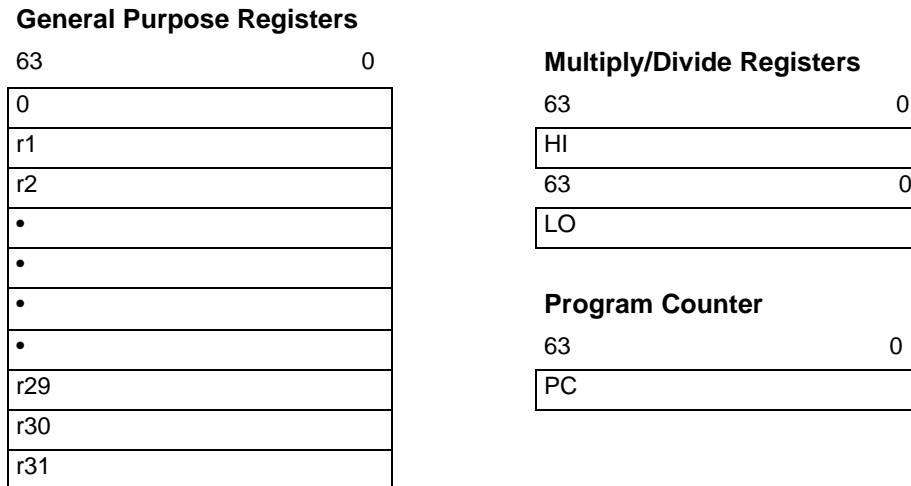 General Purpose Registers
63 0
0
r1
r2
•
•
•
•
r29
r30
r31
Multiply/Divide Registers
63 0
HI
63 0
LO
Program Counter
63 0
PC